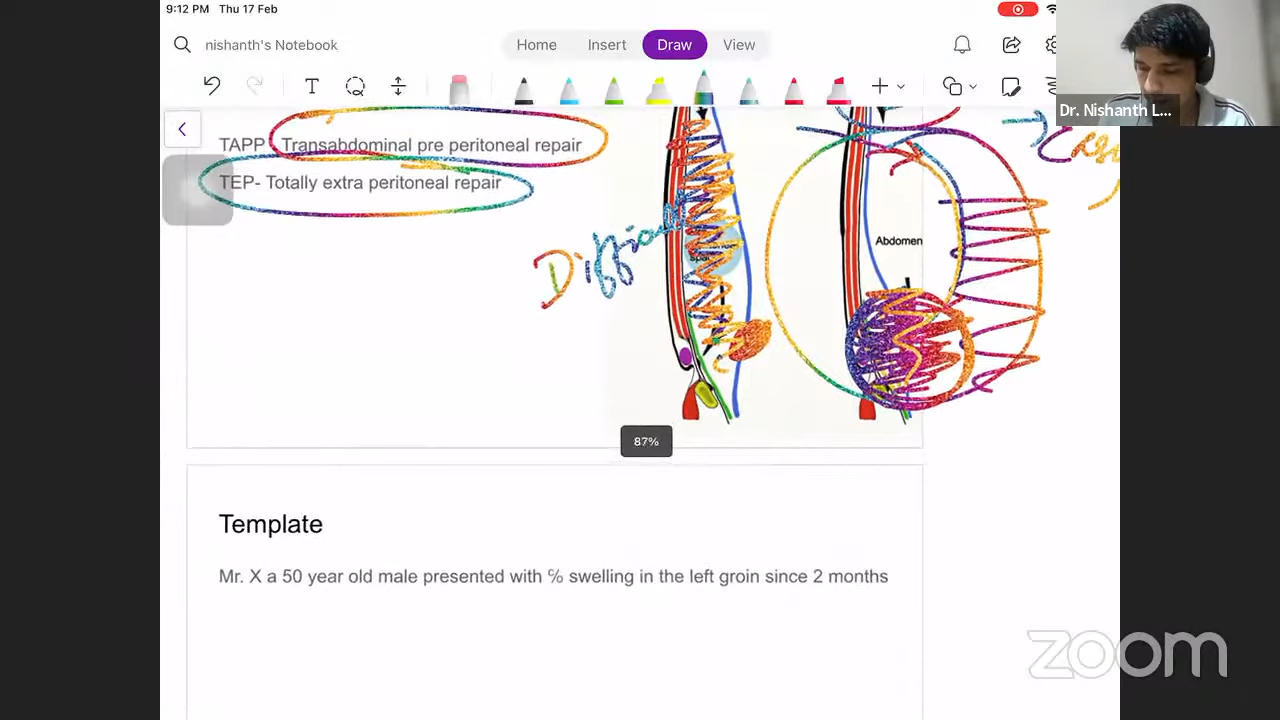 9:12 PM Thu 17 Feb
nishanth's Notebook
Home Insert Draw View
Dr. Nishanth L...
TAPP - Transabdominal pre peritoneal repair
TEP- Totally extra peritoneal repair
Difficult
Abdomen
87%
Template
Mr. X a 50 year old male presented with ℅ swelling in the left groin since 2 months
zoom